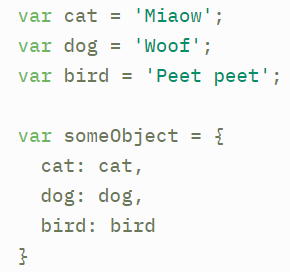 var cat = 'Miaow';
var dog = 'Woof';
var bird = 'Peet peet';

var someObject = {
  cat: cat,
  dog: dog,
  bird: bird
}